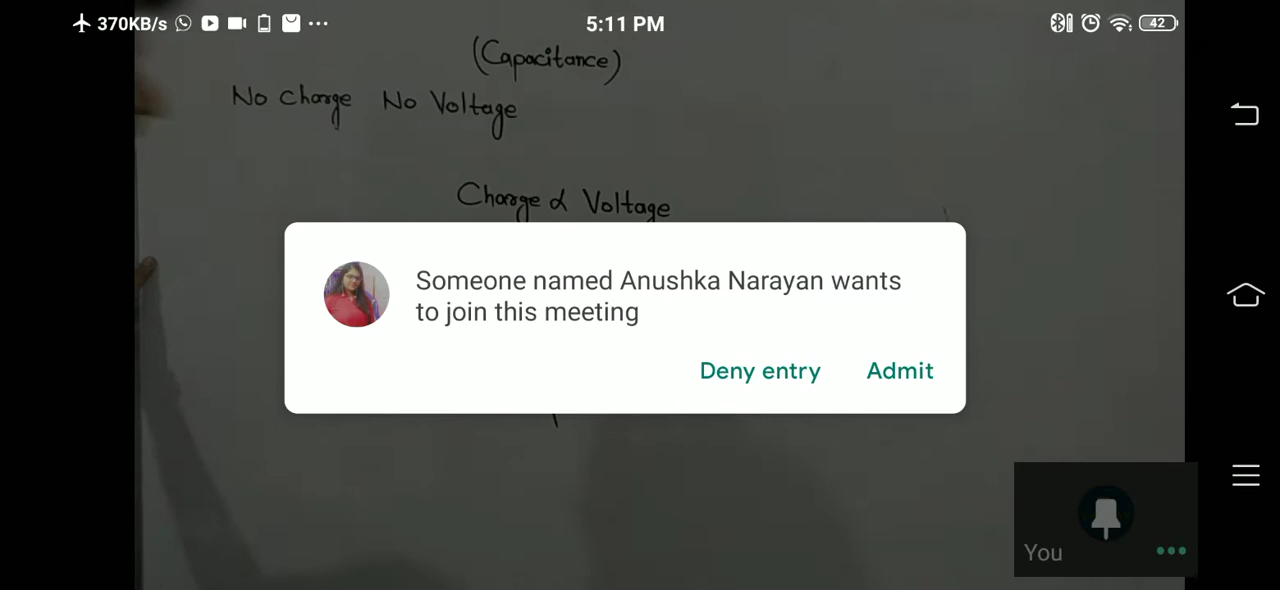 370KB/s 5:11 PM 42
(Capacitance)
No Charge No Voltage
Charge α Voltage
Someone named Anushka Narayan wants
to join this meeting
Deny entry Admit
You